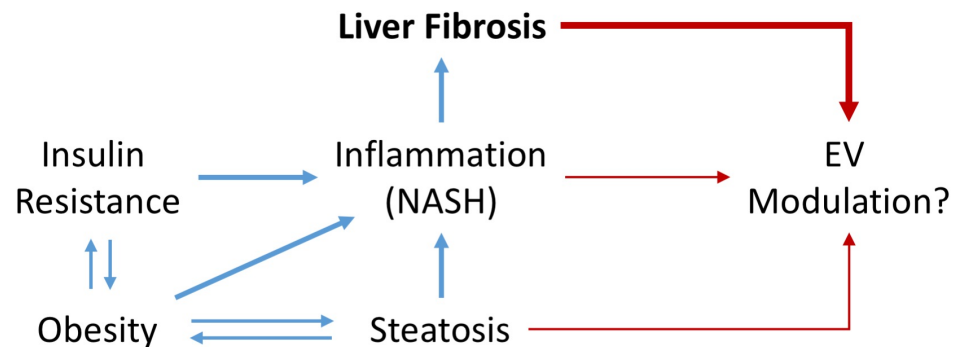 Liver Fibrosis
Insulin
Resistance
Inflammation
(NASH)
EV
Modulation?
Obesity
Steatosis